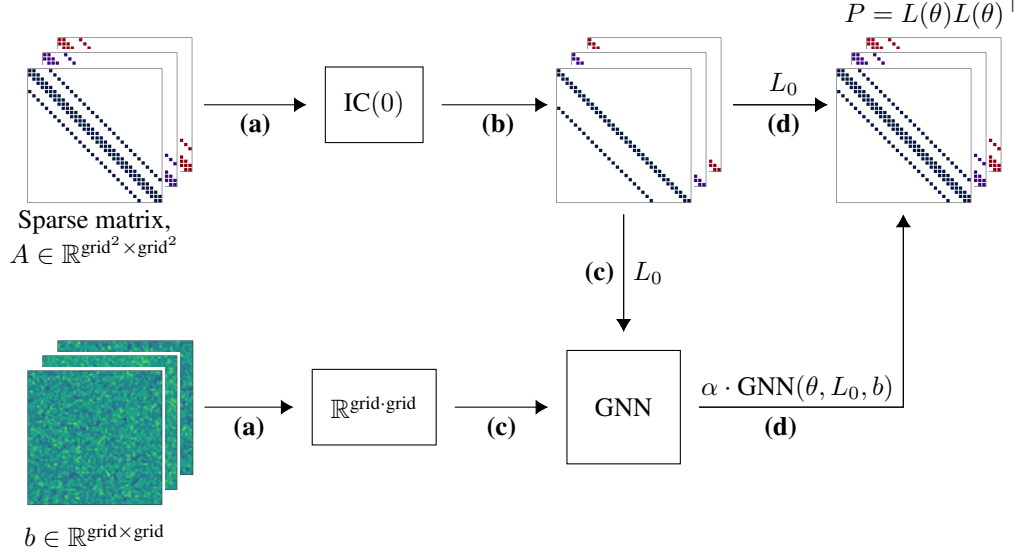 P = L(θ)L(θ)⊤
(a)
IC(0)
(b)
L₀
(d)
Sparse matrix,
A ∈ ℝ^{grid²×grid²}
(c) L₀
(a)
ℝ^{grid·grid}
(c)
GNN
α · GNN(θ, L₀, b)
(d)
b ∈ ℝ^{grid×grid}